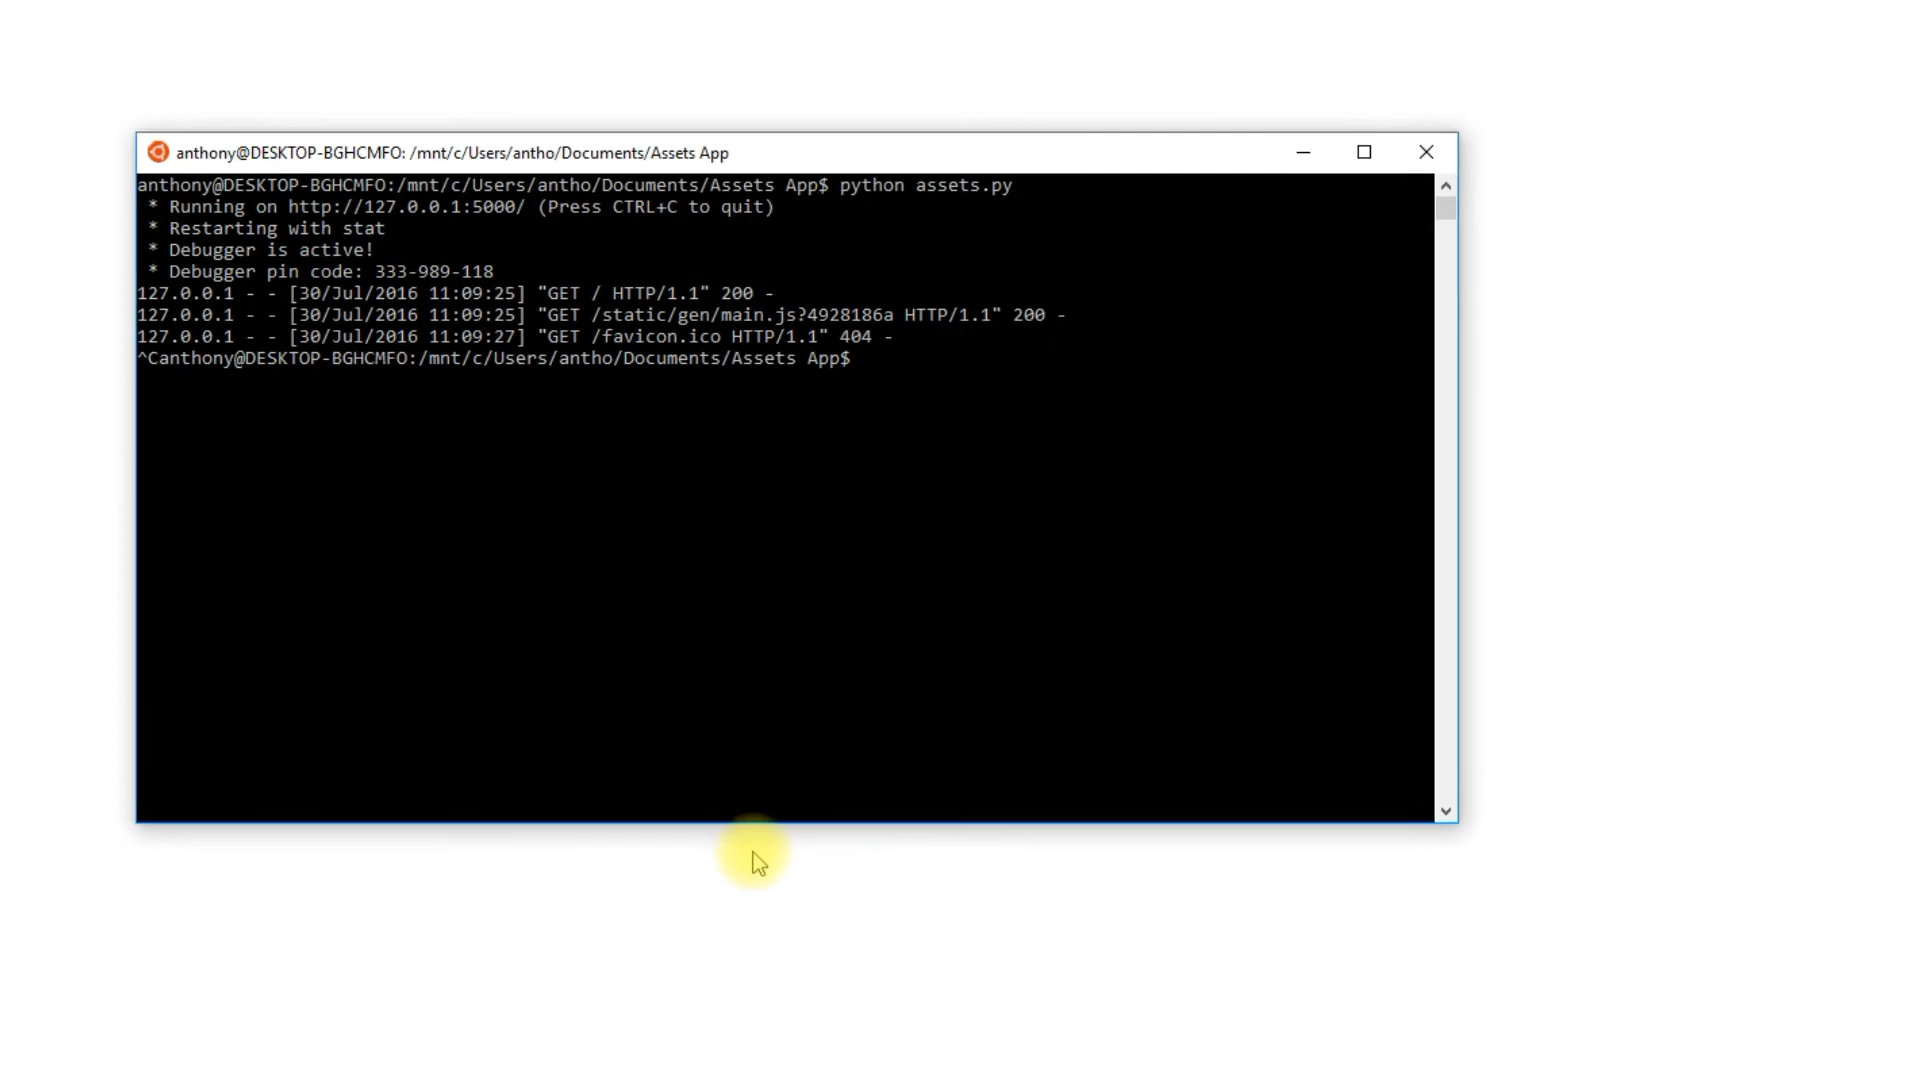 anthony@DESKTOP-BGHCMFO: /mnt/c/Users/antho/Documents/Assets App
anthony@DESKTOP-BGHCMFO:/mnt/c/Users/antho/Documents/Assets App$ python assets.py
 * Running on http://127.0.0.1:5000/ (Press CTRL+C to quit)
 * Restarting with stat
 * Debugger is active!
 * Debugger pin code: 333-989-118
127.0.0.1 - - [30/Jul/2016 11:09:25] "GET / HTTP/1.1" 200 -
127.0.0.1 - - [30/Jul/2016 11:09:25] "GET /static/gen/main.js?4928186a HTTP/1.1" 200 -
127.0.0.1 - - [30/Jul/2016 11:09:27] "GET /favicon.ico HTTP/1.1" 404 -
^Canthony@DESKTOP-BGHCMFO:/mnt/c/Users/antho/Documents/Assets App$